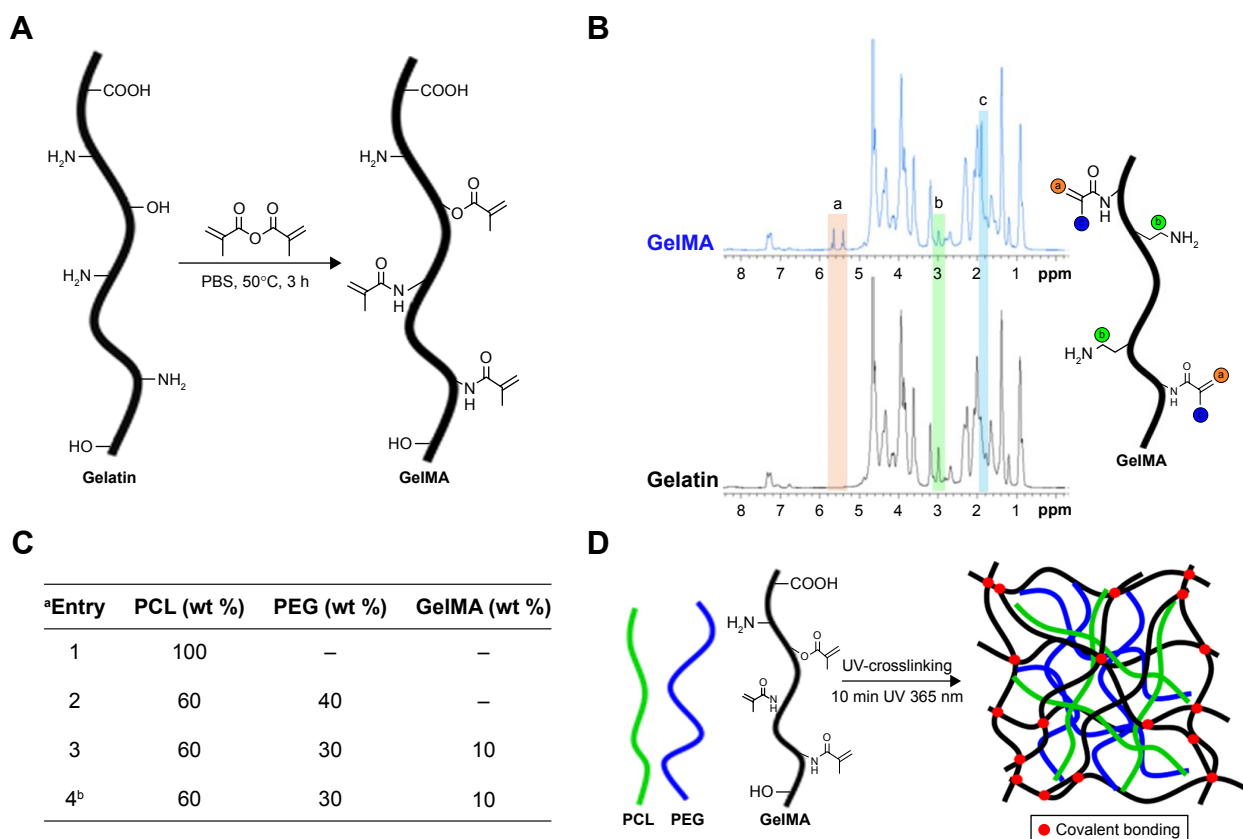 A
COOH
H₂N
OH
H₂N
NH₂
HO
Gelatin
O O
O
PBS, 50°C, 3 h
COOH
H₂N
O
O
O
N
H
O
N
H
HO
GelMA
B
a
b
c
GelMA
8 7 6 5 4 3 2 1 ppm
Gelatin
8 7 6 5 4 3 2 1 ppm
a
O
c
N
H
b
NH₂
b
H₂N
O
a
N
H
c
GelMA
C
ᵃEntry PCL (wt %) PEG (wt %) GelMA (wt %)
1 100 – –
2 60 40 –
3 60 30 10
4ᵇ 60 30 10
D
PCL
PEG
COOH
H₂N
O
O
O
N
H
O
N
H
HO
GelMA
UV-crosslinking
10 min UV 365 nm
Covalent bonding